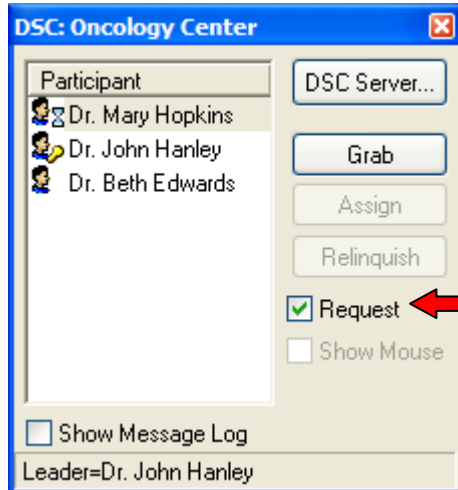 DSC: Oncology Center
Participant
Dr. Mary Hopkins
Dr. John Hanley
Dr. Beth Edwards
DSC Server...
Grab
Assign
Relinquish
Request
Show Mouse
Show Message Log
Leader=Dr. John Hanley